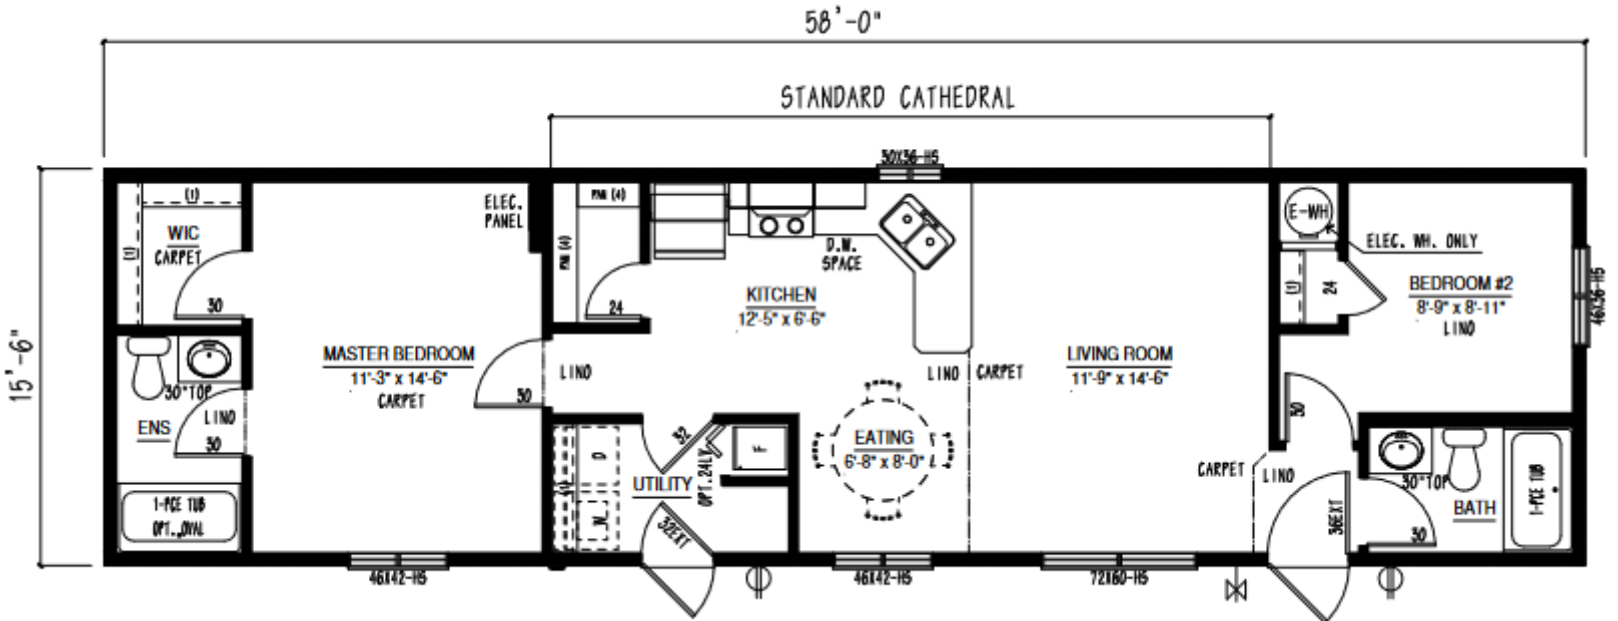 58'-0"
STANDARD CATHEDRAL
15'-6"
30X36-HS
(1)
(1)
WIC
CARPET
30
ELEC.
PANEL
MASTER BEDROOM
11'-3" x 14'-6"
CARPET
30
30"TOP
LINO
ENS
30
1-PCE TUB
OPT.,OVAL
46X42-HS
(4)
(4)
24
D.W.
SPACE
KITCHEN
12'-5" x 6'-6"
LINO
LINO
CARPET
LIVING ROOM
11'-9" x 14'-6"
EATING
6'-8" x 8'-0"
32
OPT.24LV
F
D
W
(1)
UTILITY
32EXT
46X42-HS
72X60-HS
E-WH
ELEC. WH. ONLY
(1)
24
BEDROOM #2
8'-9" x 8'-11"
LINO
46X36-HS
30
CARPET
LINO
36EXT
30"TOP
BATH
30
1-PCE TUB